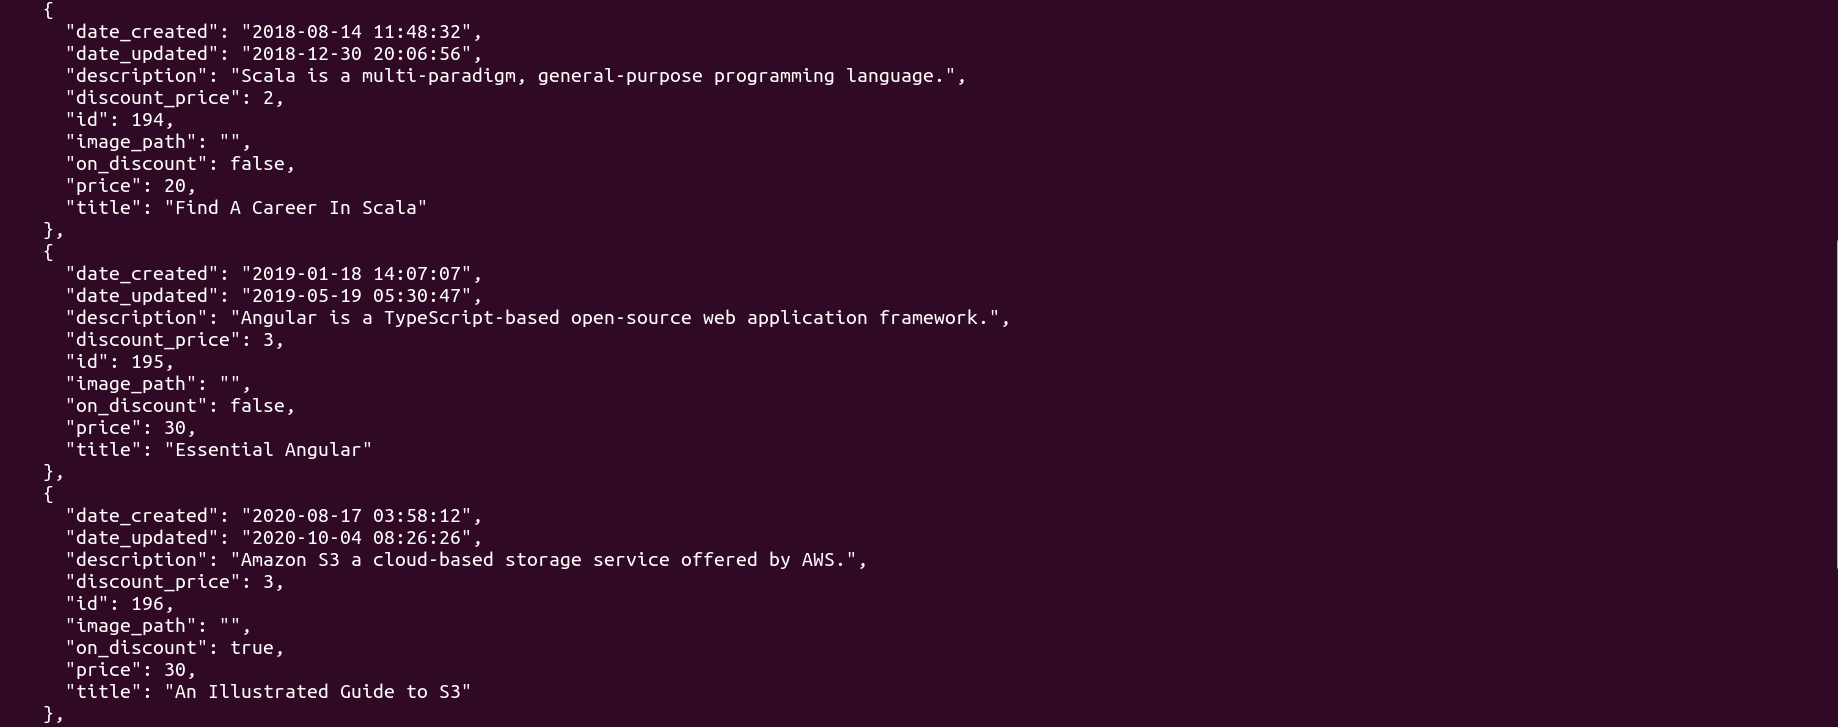 {
"date_created": "2018-08-14 11:48:32",
"date_updated": "2018-12-30 20:06:56",
"description": "Scala is a multi-paradigm, general-purpose programming language.",
"discount_price": 2,
"id": 194,
"image_path": "",
"on_discount": false,
"price": 20,
"title": "Find A Career In Scala"
},
{
"date_created": "2019-01-18 14:07:07",
"date_updated": "2019-05-19 05:30:47",
"description": "Angular is a TypeScript-based open-source web application framework.",
"discount_price": 3,
"id": 195,
"image_path": "",
"on_discount": false,
"price": 30,
"title": "Essential Angular"
},
{
"date_created": "2020-08-17 03:58:12",
"date_updated": "2020-10-04 08:26:26",
"description": "Amazon S3 a cloud-based storage service offered by AWS.",
"discount_price": 3,
"id": 196,
"image_path": "",
"on_discount": true,
"price": 30,
"title": "An Illustrated Guide to S3"
},